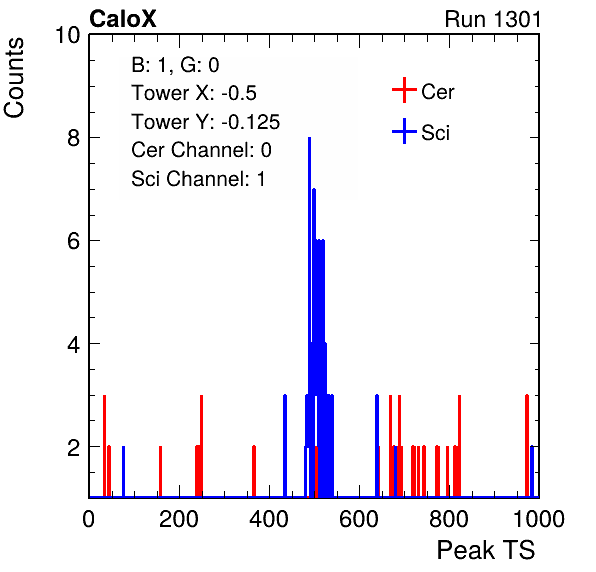 CaloX
Run 1301
Counts
10
8
6
4
2
B: 1, G: 0
Tower X: -0.5
Tower Y: -0.125
Cer Channel: 0
Sci Channel: 1
Cer
Sci
0 200 400 600 800 1000
Peak TS